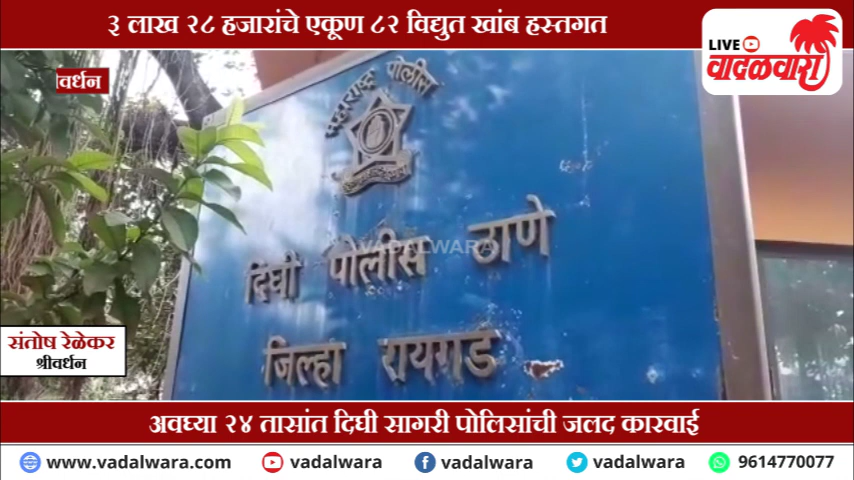 ३ लाख २८ हजारांचे एकूण ८२ विद्युत खांब हस्तगत
LIVE
वादळवारा
वर्धन
महाराष्ट्र पोलीस
VADALWARA
दिघी पोलीस ठाणे
जिल्हा रायगड
संतोष रेळेकर
श्रीवर्धन
अवघ्या २४ तासांत दिघी सागरी पोलिसांची जलद कारवाई
www.vadalwara.com vadalwara vadalwara vadalwara 9614770077